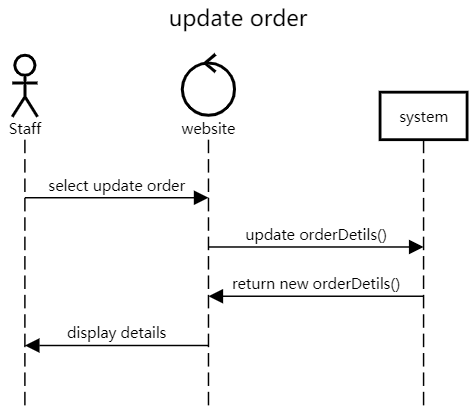 update order
Staff
website
system
select update order
update orderDetils()
return new orderDetils()
display details